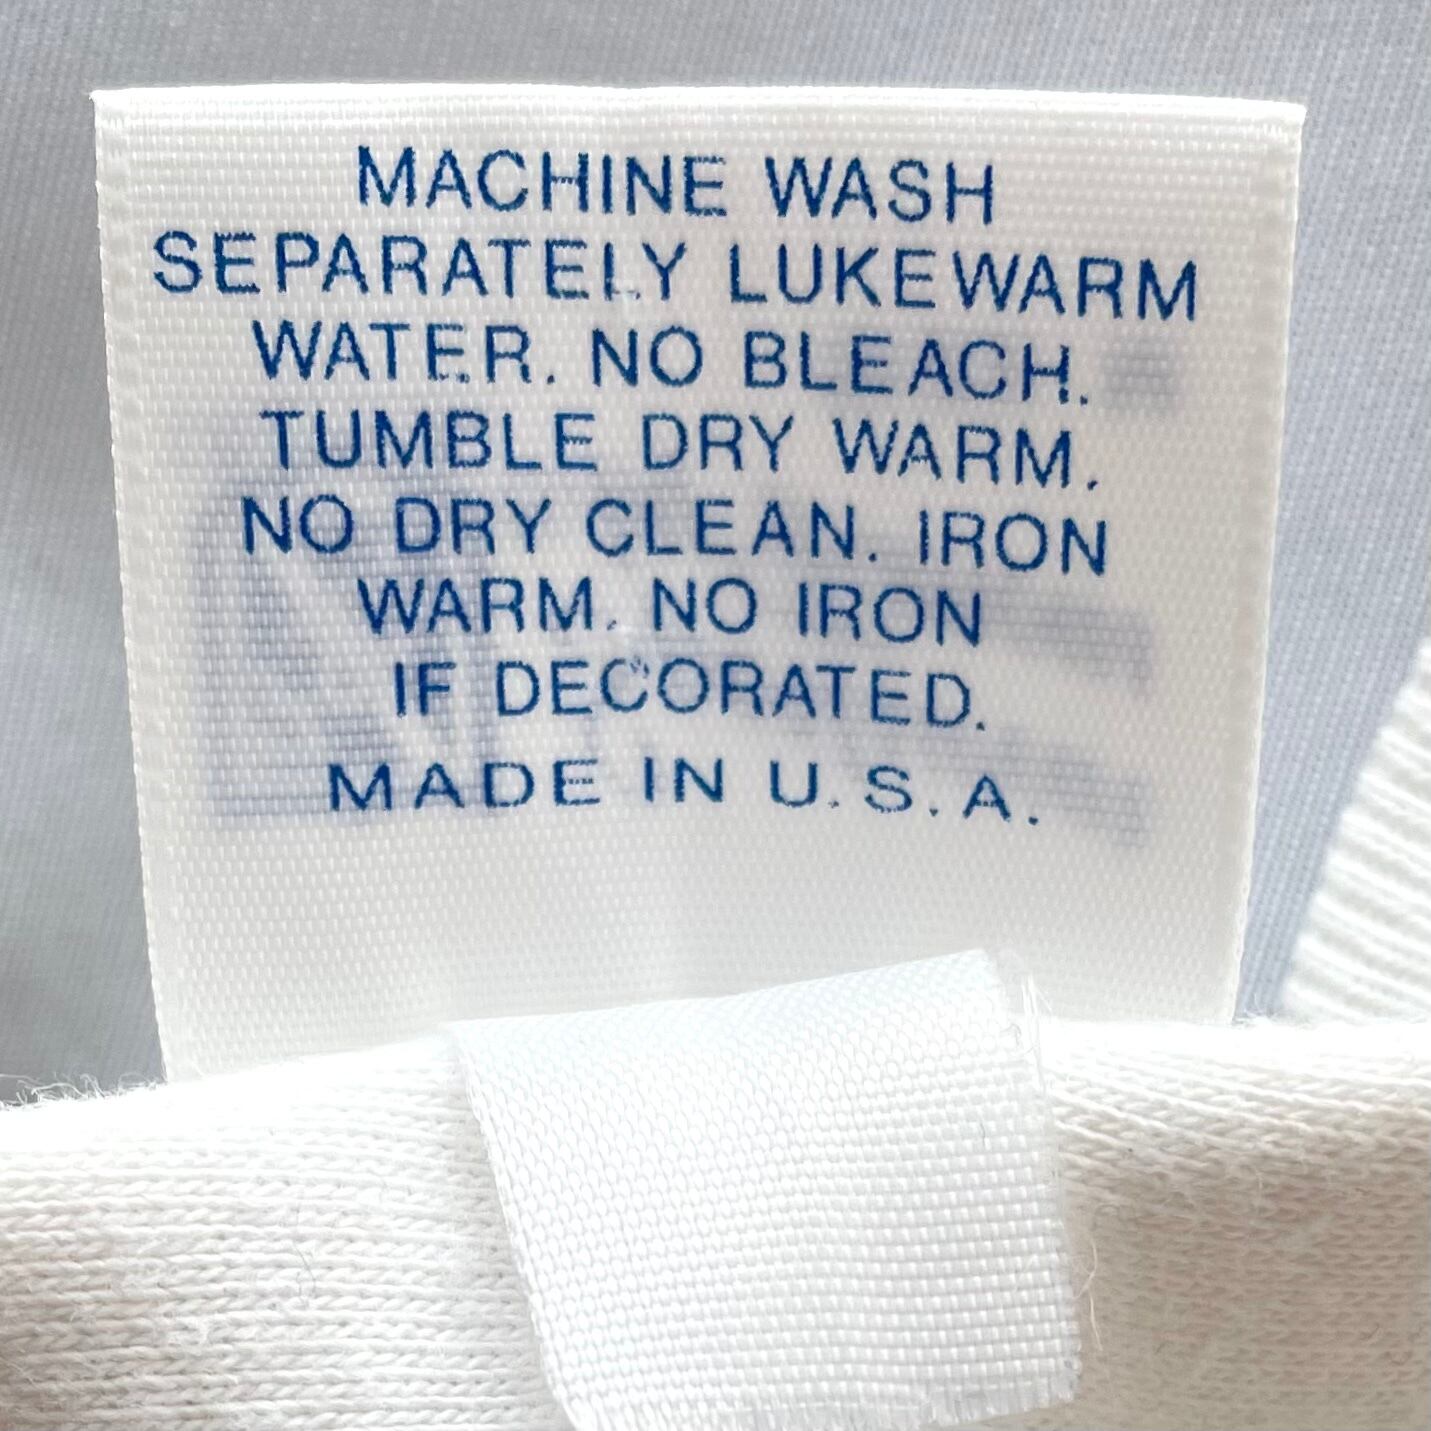 MACHINE WASH
SEPARATELY LUKEWARM
WATER. NO BLEACH.
TUMBLE DRY WARM.
NO DRY CLEAN. IRON
WARM. NO IRON
IF DECORATED.
MADE IN U.S.A.